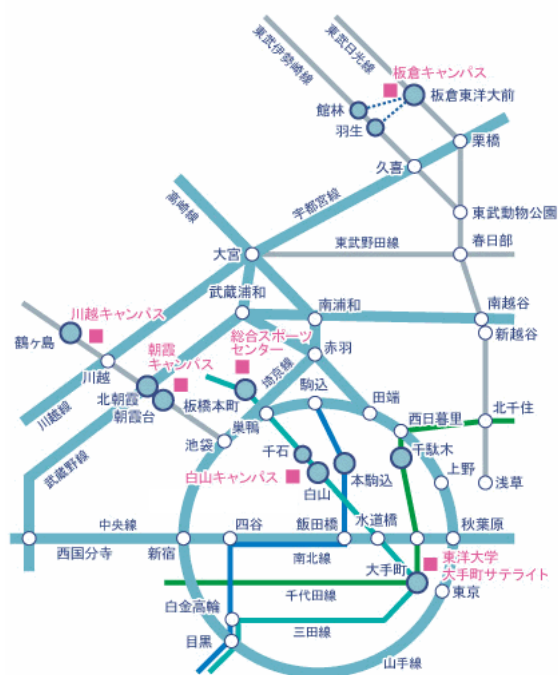 東武伊勢崎線
東武日光線
板倉キャンパス
板倉東洋大前
館林
羽生
栗橋
久喜
高崎線
宇都宮線
東武動物公園
大宮
東武野田線
春日部
武蔵浦和
南浦和
南越谷
新越谷
川越キャンパス
鶴ヶ島
朝霞
キャンパス
総合スポーツ
センター
赤羽
川越
北朝霞
朝霞台
板橋本町
埼京線
駒込
田端
川越線
巣鴨
西日暮里
北千住
武蔵野線
池袋
千石
千駄木
白山キャンパス
白山
本駒込
上野
浅草
中央線
四谷
飯田橋
水道橋
秋葉原
西国分寺
新宿
南北線
大手町
東洋大学
大手町サテライト
千代田線
東京
白金高輪
三田線
目黒
山手線